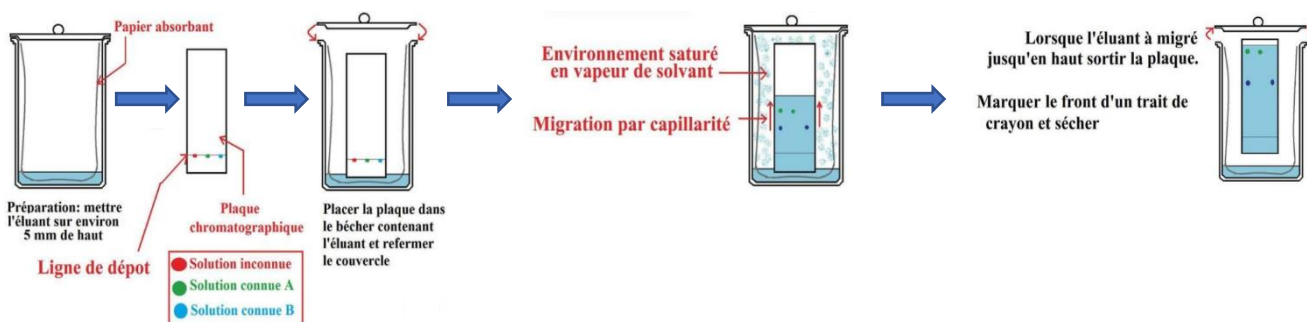 Papier absorbant
Préparation: mettre
l'éluant sur environ
5 mm de haut
Ligne de dépot
Plaque
chromatographique
Solution inconnue
Solution connue A
Solution connue B
Placer la plaque dans
le bécher contenant
l'éluant et refermer
le couvercle
Environnement saturé
en vapeur de solvant
Migration par capillarité
Lorsque l'éluant à migré
jusqu'en haut sortir la plaque.
Marquer le front d'un trait de
crayon et sécher